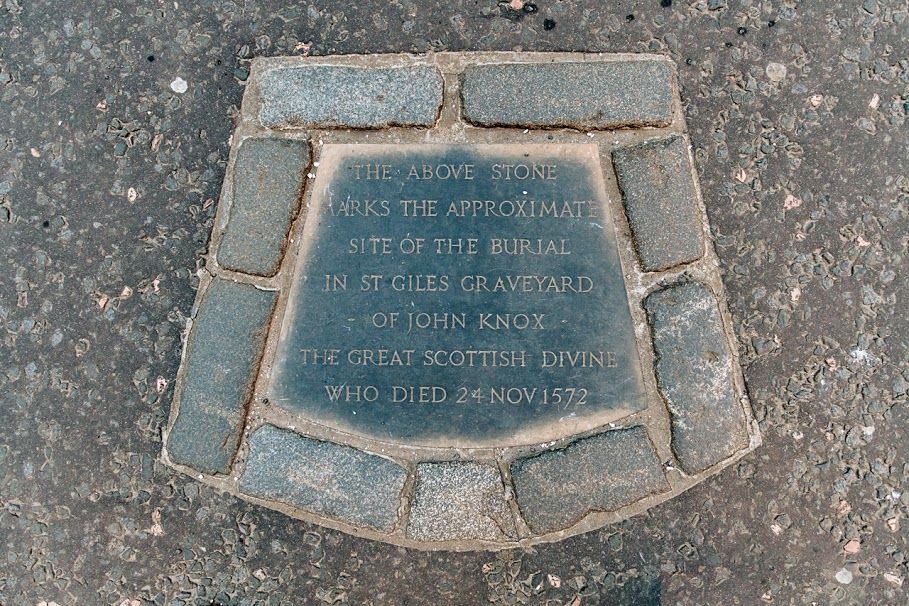 THE ABOVE STONE
MARKS THE APPROXIMATE
SITE OF THE BURIAL
IN ST GILES GRAVEYARD
- OF JOHN KNOX -
THE GREAT SCOTTISH DIVINE
WHO DIED 24 NOV 1572